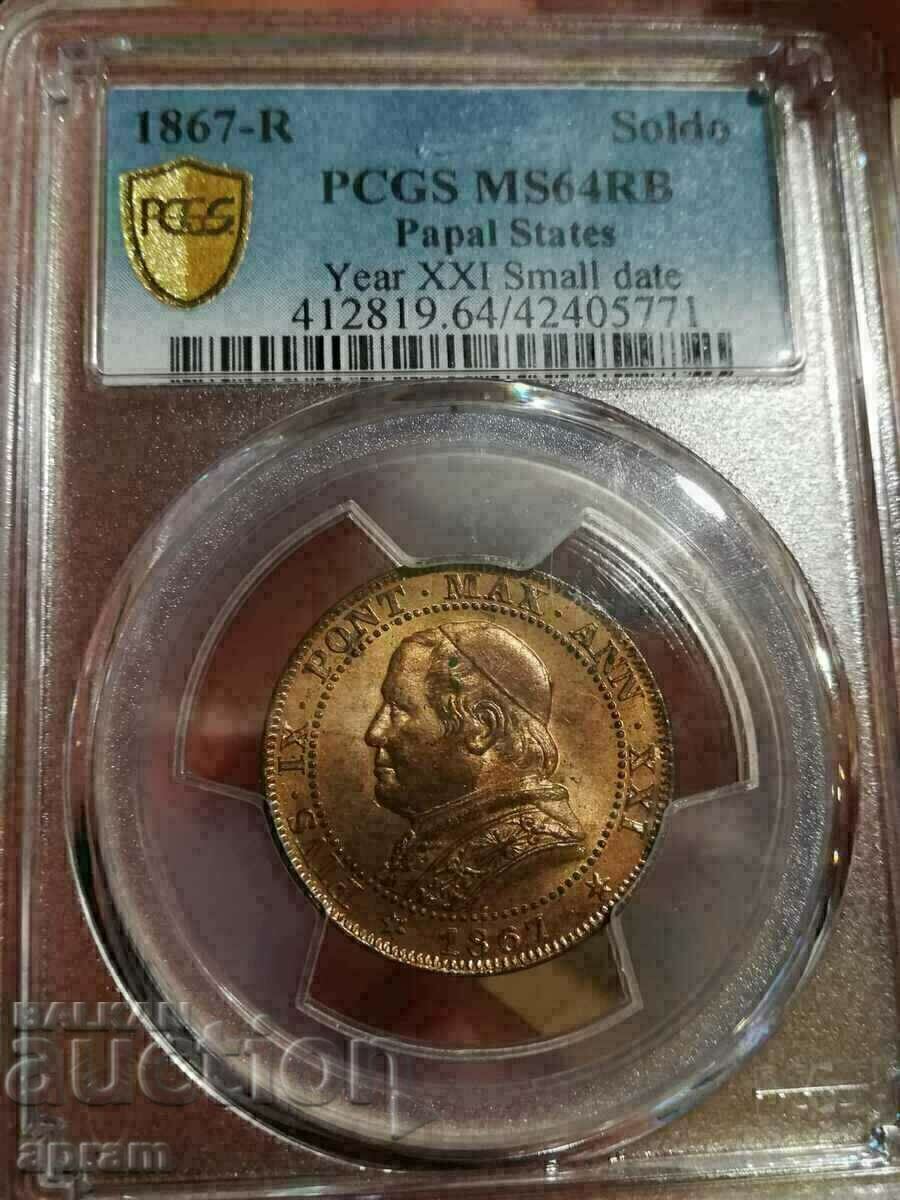 1867-R Soldo
PCGS MS64RB
Papal States
Year XXI Small date
412819.64/42405771
PCGS
PIVS · IX · PONT · MAX · ANN · XXI
1867
BALKAN
auction
apram